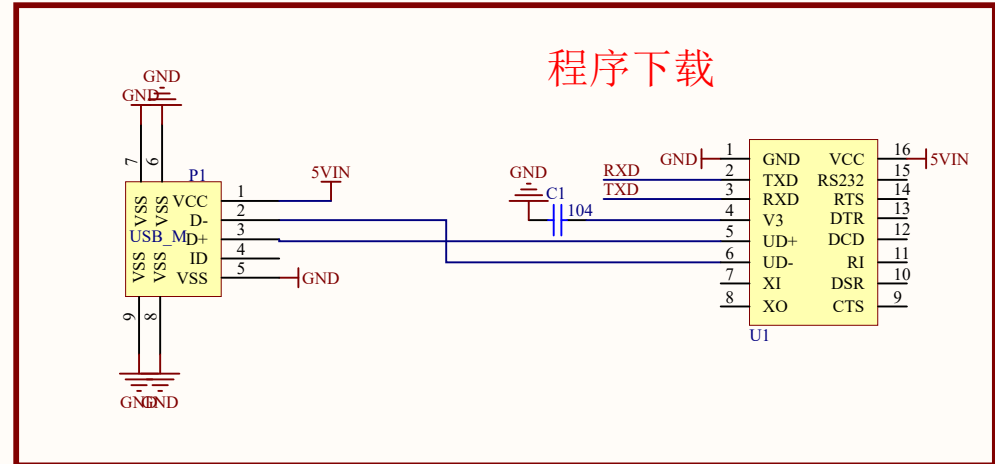 程序下载
GND
GND
7
6
P1
5VIN
VSS
VSS
VCC
1
D-
2
USB_M
D+
3
ID
4
VSS
VSS
VSS
5
GND
9
8
GND
GND
GND
C1
104
RXD
TXD
GND
1
GND
VCC
16
5VIN
2
TXD
RS232
15
3
RXD
RTS
14
4
V3
DTR
13
5
UD+
DCD
12
6
UD-
RI
11
7
XI
DSR
10
8
XO
CTS
9
U1